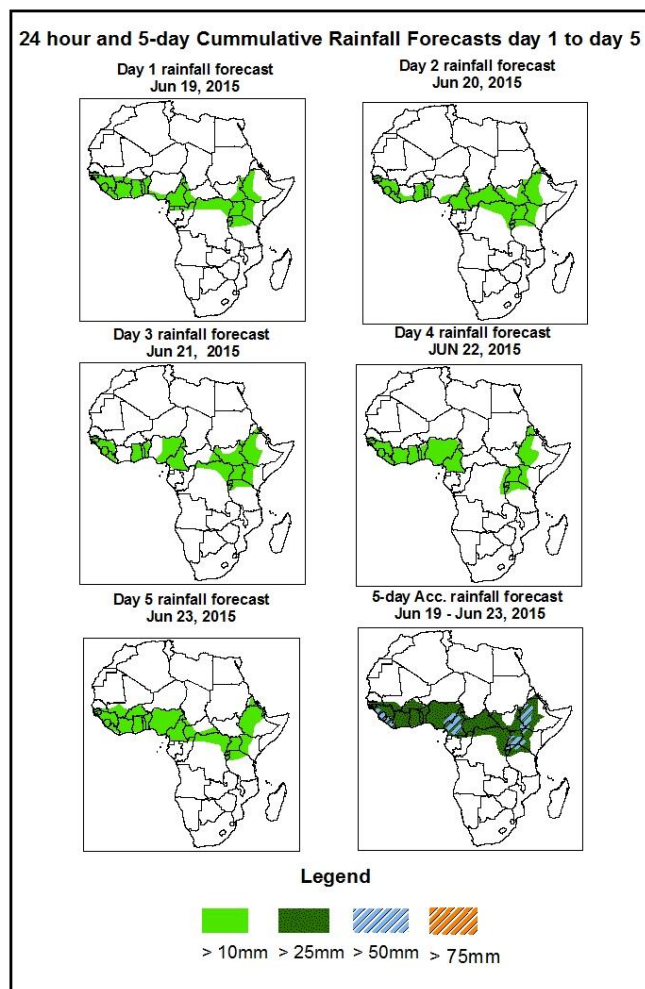 24 hour and 5-day Cummulative Rainfall Forecasts day 1 to day 5
Day 1 rainfall forecast
Jun 19, 2015
Day 2 rainfall forecast
Jun 20, 2015
Day 3 rainfall forecast
Jun 21, 2015
Day 4 rainfall forecast
JUN 22, 2015
Day 5 rainfall forecast
Jun 23, 2015
5-day Acc. rainfall forecast
Jun 19 - Jun 23, 2015
Legend
> 10mm > 25mm > 50mm > 75mm